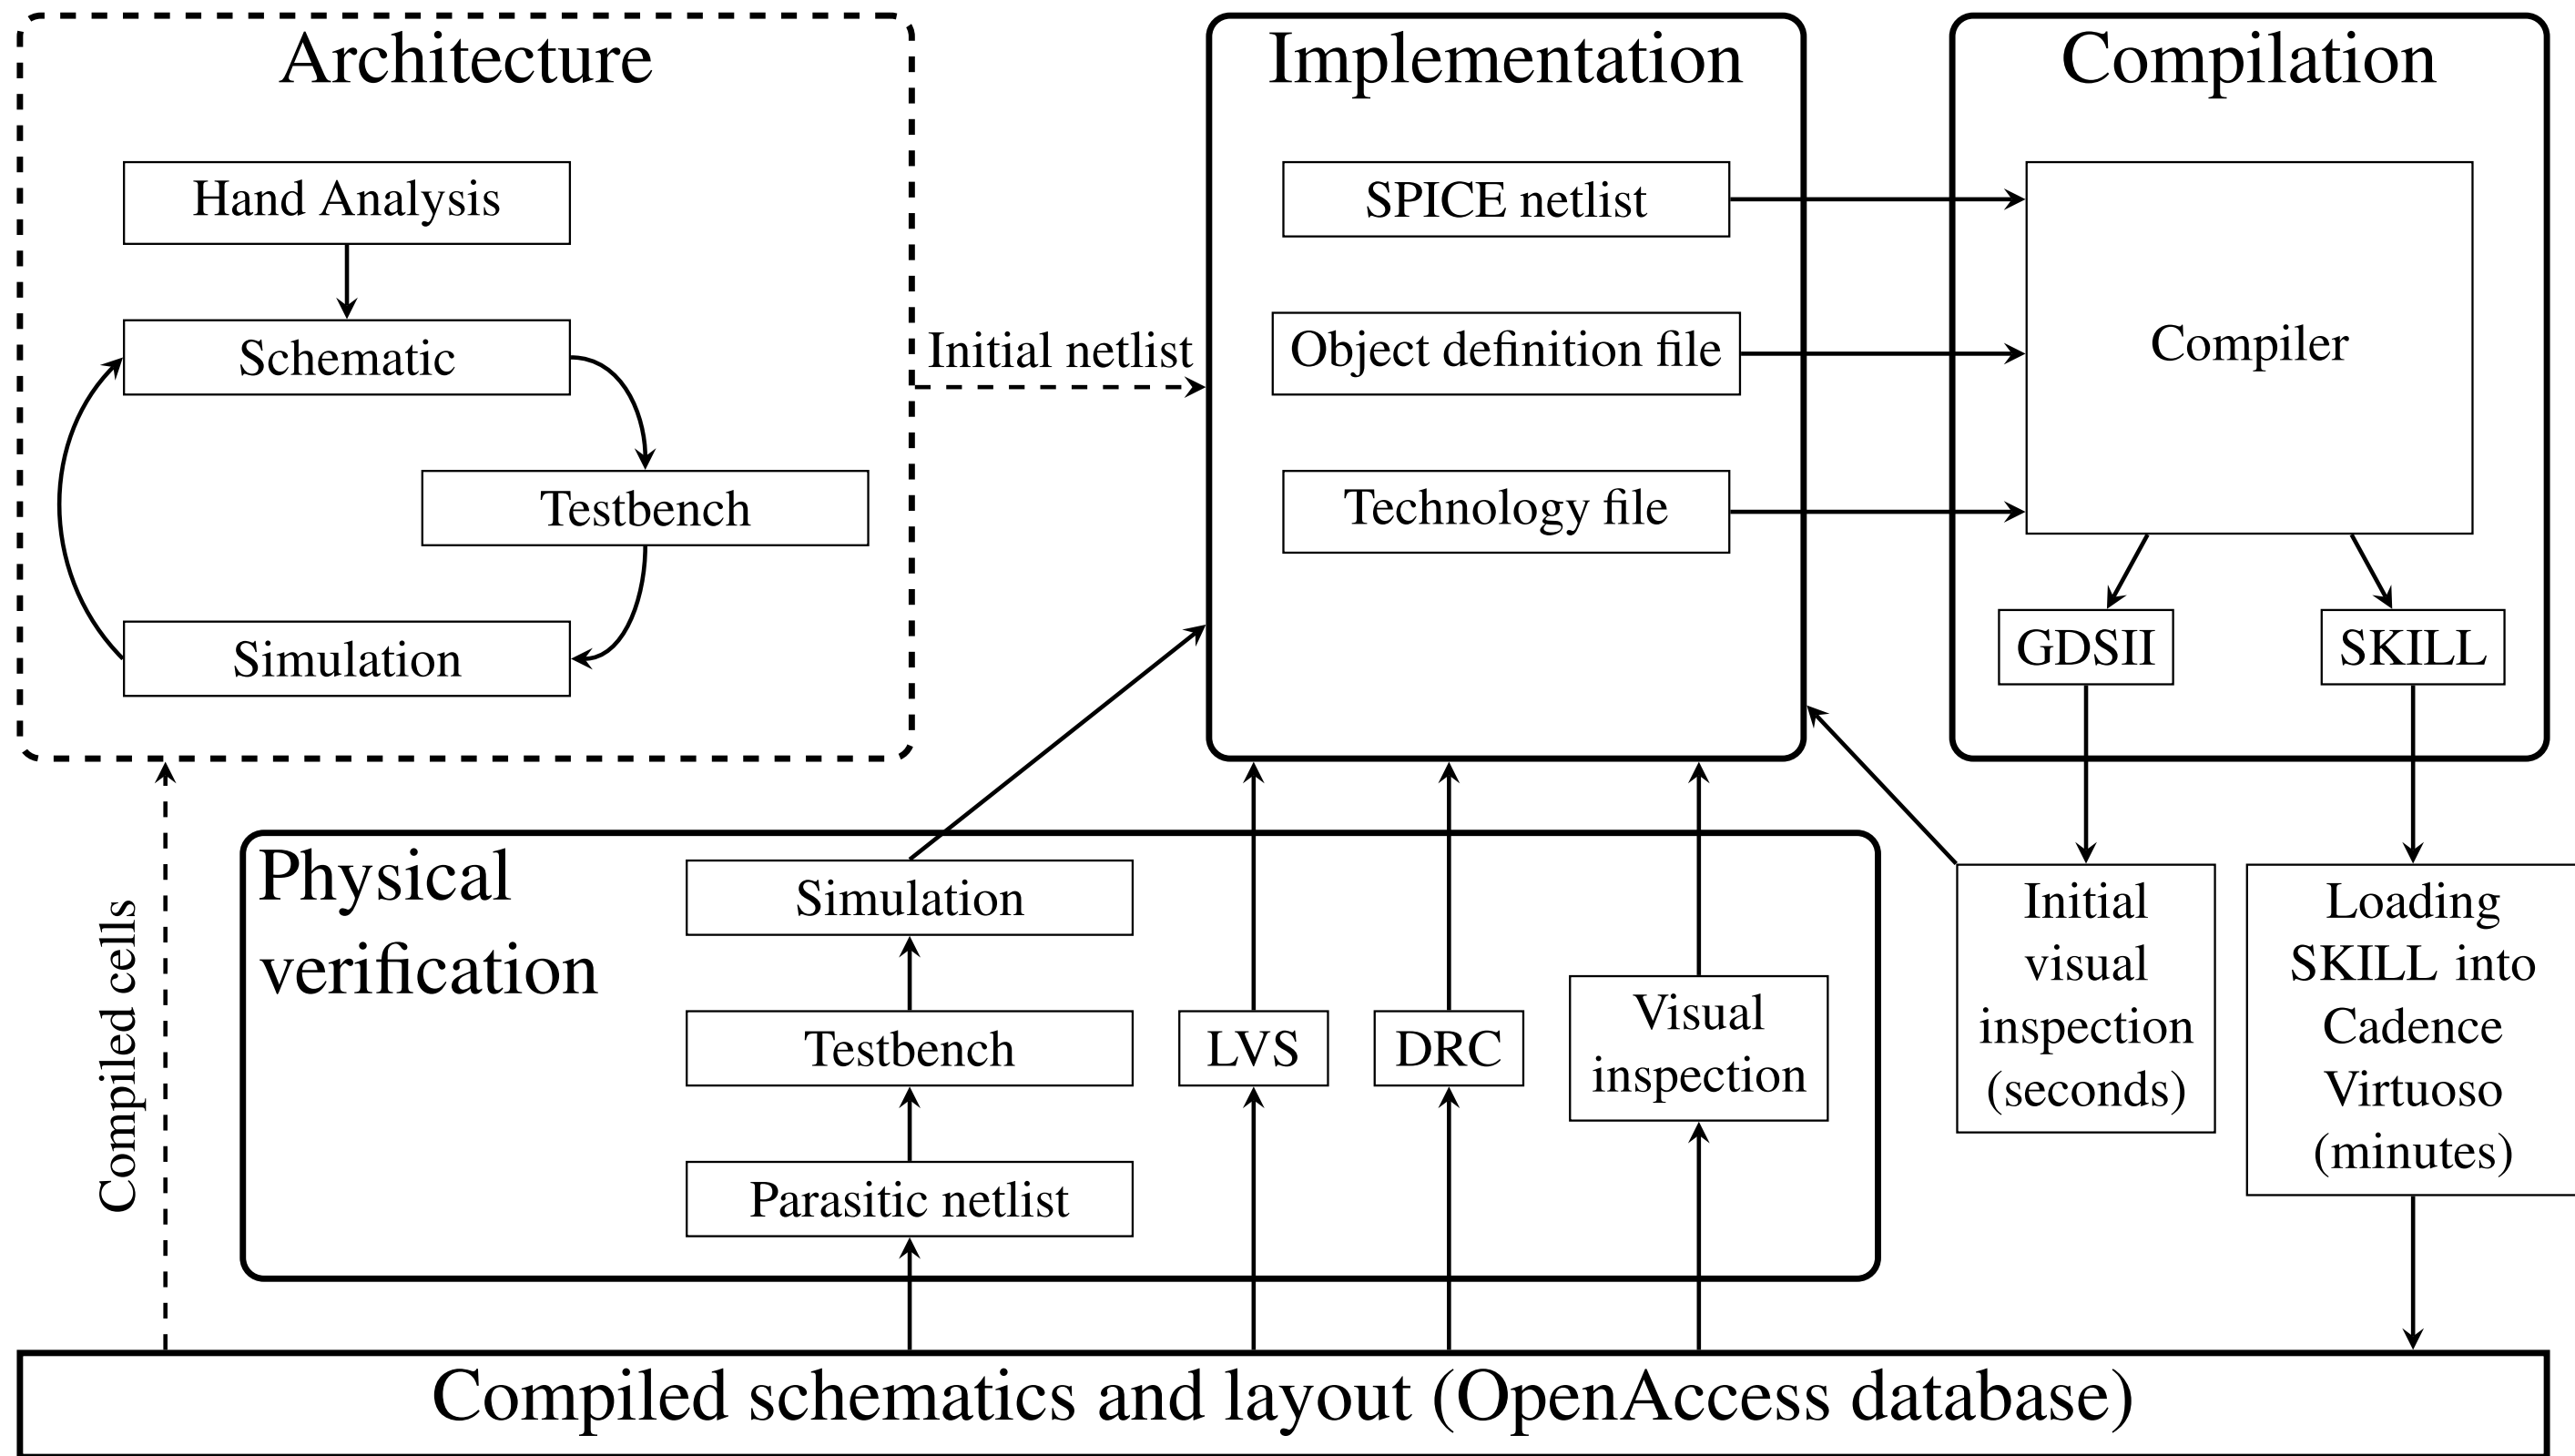 Architecture
Hand Analysis
Schematic
Testbench
Simulation
Initial netlist
Implementation
SPICE netlist
Object definition file
Technology file
Compilation
Compiler
GDSII
SKILL
Compiled cells
Physical
verification
Simulation
Testbench
Parasitic netlist
LVS
DRC
Visual
inspection
Initial
visual
inspection
(seconds)
Loading
SKILL into
Cadence
Virtuoso
(minutes)
Compiled schematics and layout (OpenAccess database)